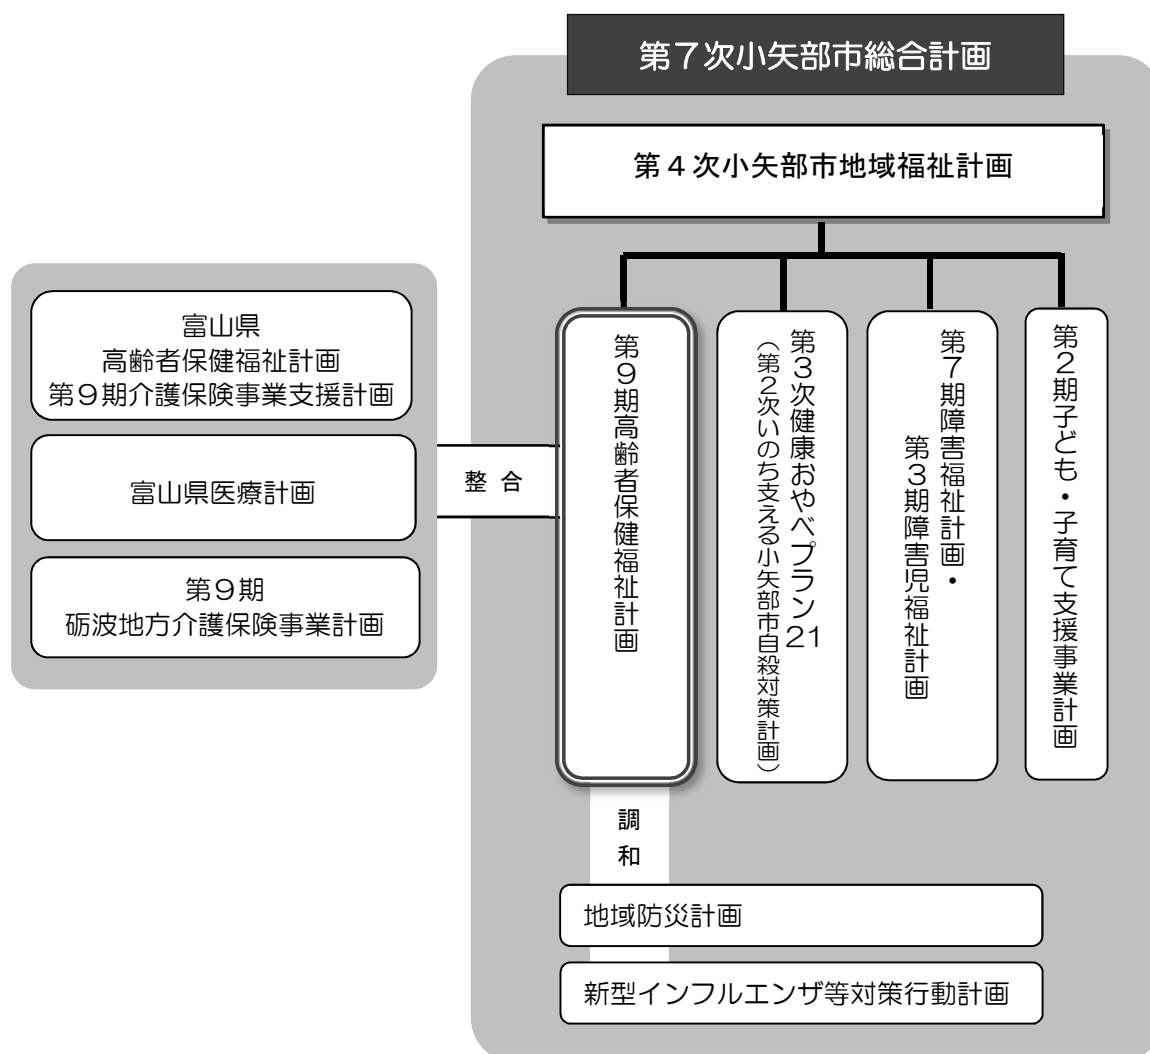 第７次小矢部市総合計画
第４次小矢部市地域福祉計画
富山県
高齢者保健福祉計画
第９期介護保険事業支援計画
富山県医療計画
第９期
砺波地方介護保険事業計画
整 合
第９期高齢者保健福祉計画
第３次健康おやべプラン21
（第２次いのち支える小矢部市自殺対策計画）
第７期障害福祉計画・
第３期障害児福祉計画
第２期子ども・子育て支援事業計画
調
和
地域防災計画
新型インフルエンザ等対策行動計画